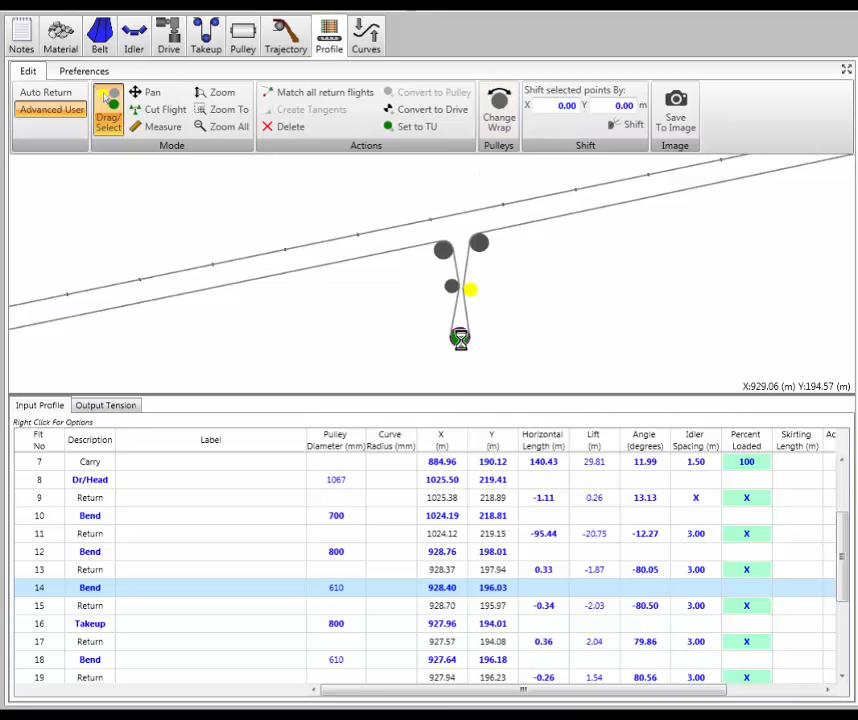 Notes Material Belt Idler Drive Takeup Pulley Trajectory Profile Curves
Edit Preferences
Auto Return
Advanced User
Drag/
Select
Pan
Cut Flight
Measure
Zoom
Zoom To
Zoom All
Mode
Match all return flights
Create Tangents
Delete
Convert to Pulley
Convert to Drive
Set to TU
Actions
Change
Wrap
Pulleys
Shift selected points By:
X 0.00 Y 0.00 m
Shift
Shift
Save
To Image
Image
X:929.06 (m) Y:194.57 (m)
Input Profile Output Tension
Right Click For Options
Flt No Description Label Pulley Diameter (mm) Curve Radius (mm) X (m) Y (m) Horizontal Length (m) Lift (m) Angle (degrees) Idler Spacing (m) Percent Loaded Skirting Length (m) Ac
7 Carry 884.96 190.12 140.43 29.81 11.99 1.50 100
8 Dr/Head 1067 1025.50 219.41
9 Return 1025.38 218.89 -1.11 0.26 13.13 X X
10 Bend 700 1024.19 218.81
11 Return 1024.12 219.15 -95.44 -20.75 -12.27 3.00 X
12 Bend 800 928.76 198.01
13 Return 928.37 197.94 0.33 -1.87 -80.05 3.00 X
14 Bend 610 928.40 196.03
15 Return 928.70 195.97 -0.34 -2.03 -80.50 3.00 X
16 Takeup 800 927.96 194.01
17 Return 927.57 194.08 0.36 2.04 79.86 3.00 X
18 Bend 610 927.64 196.18
19 Return 927.94 196.23 -0.26 1.54 80.56 3.00 X